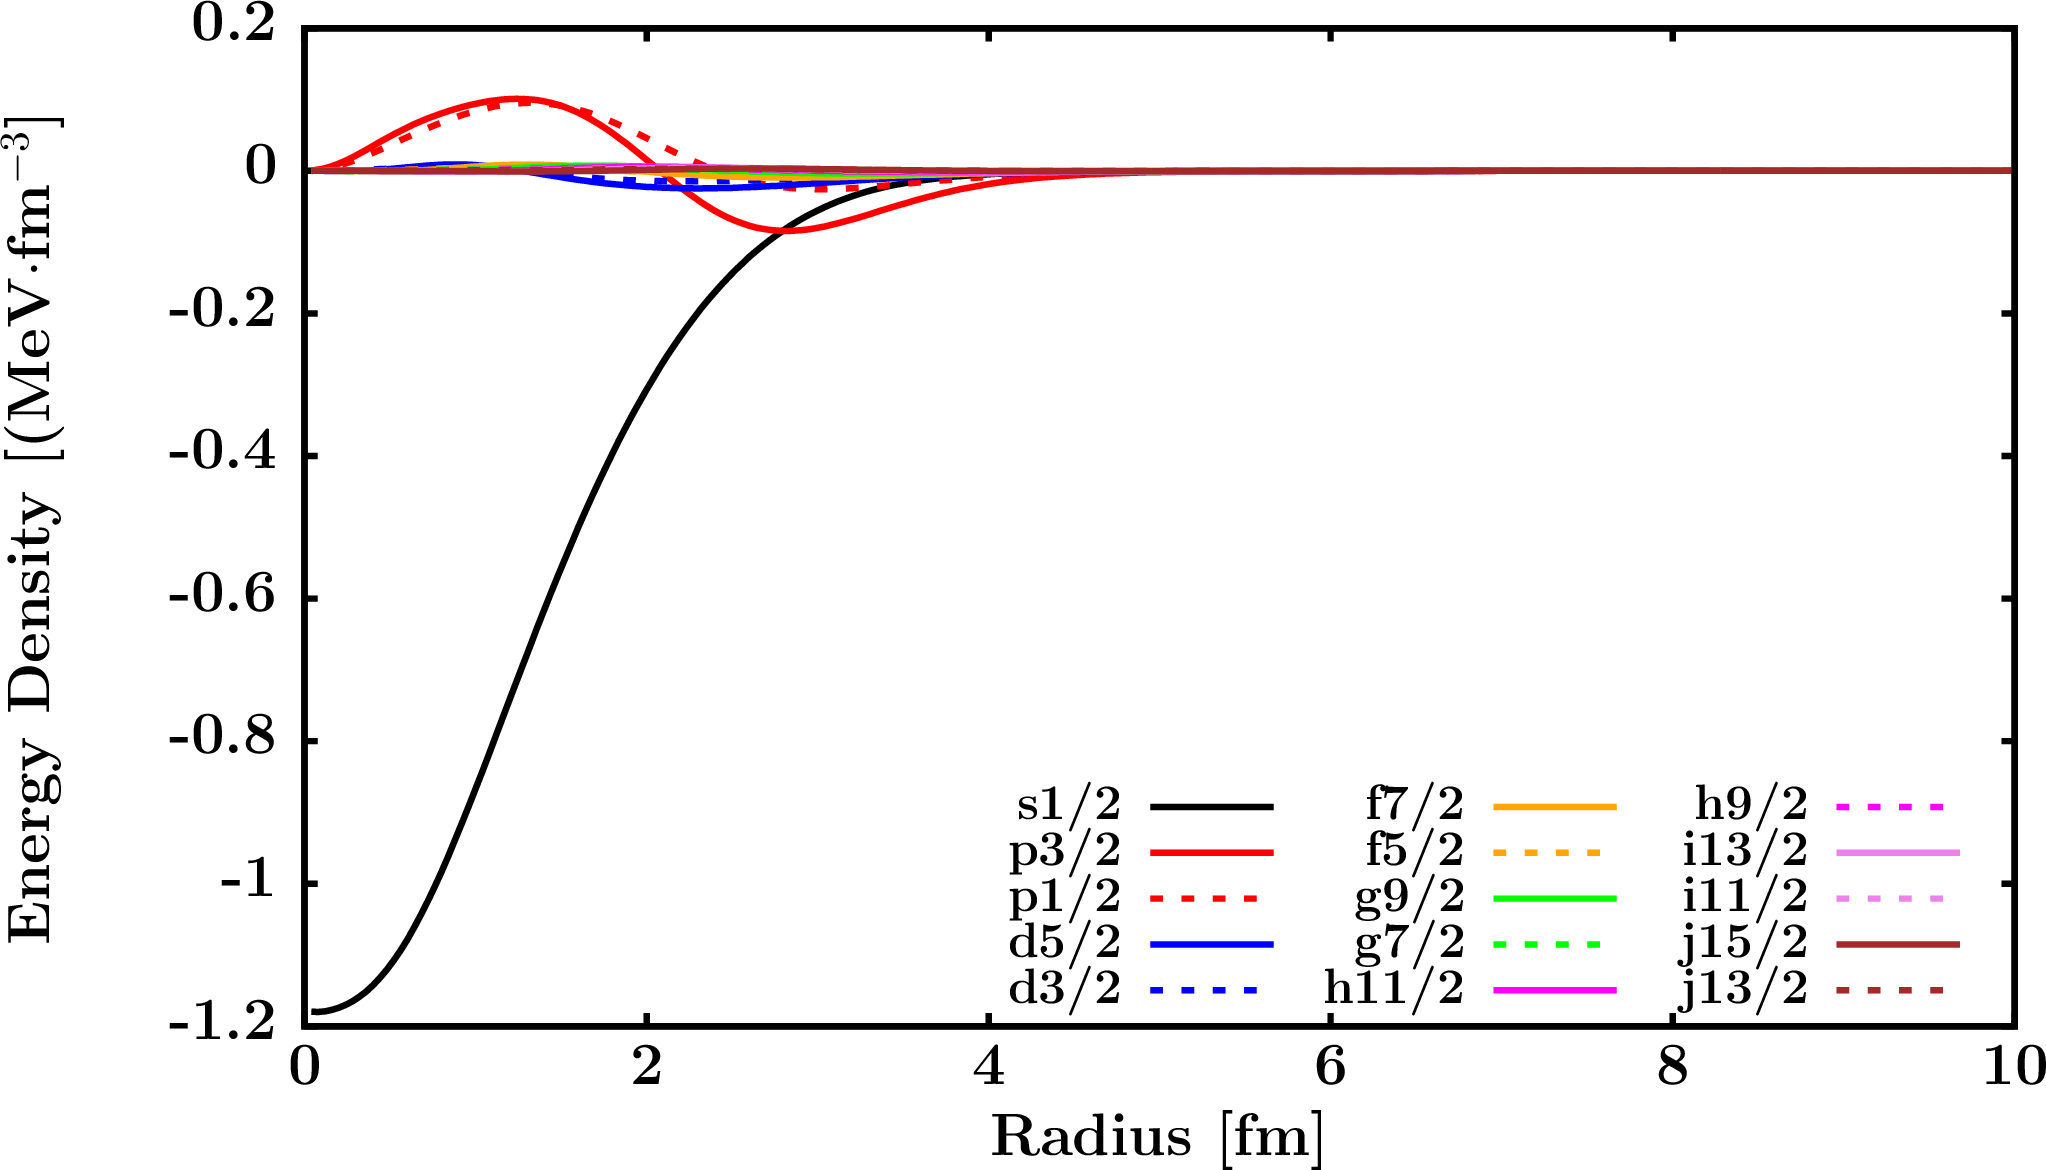 0.2
0
-0.2
-0.4
-0.6
-0.8
-1
-1.2
Energy Density [(MeV·fm⁻³]
s1/2 f7/2 h9/2
p3/2 f5/2 i13/2
p1/2 g9/2 i11/2
d5/2 g7/2 j15/2
d3/2 h11/2 j13/2
0 2 4 6 8 10
Radius [fm]